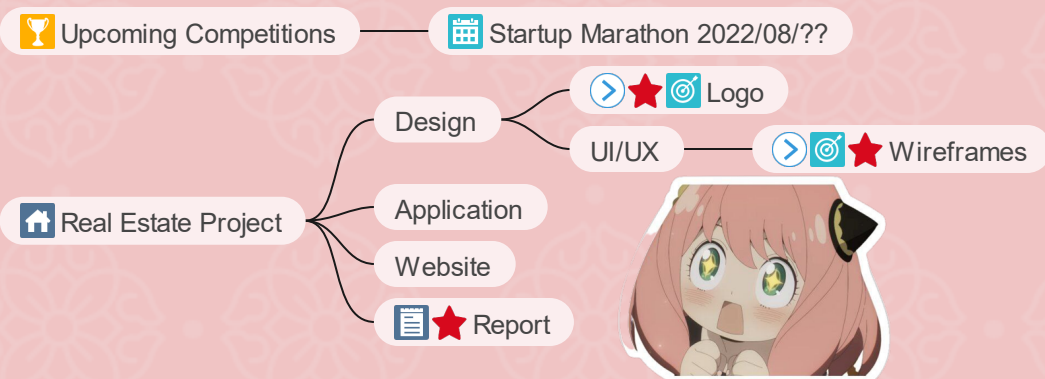 Upcoming Competitions
Startup Marathon 2022/08/??
Real Estate Project
Design
Logo
UI/UX
Wireframes
Application
Website
Report